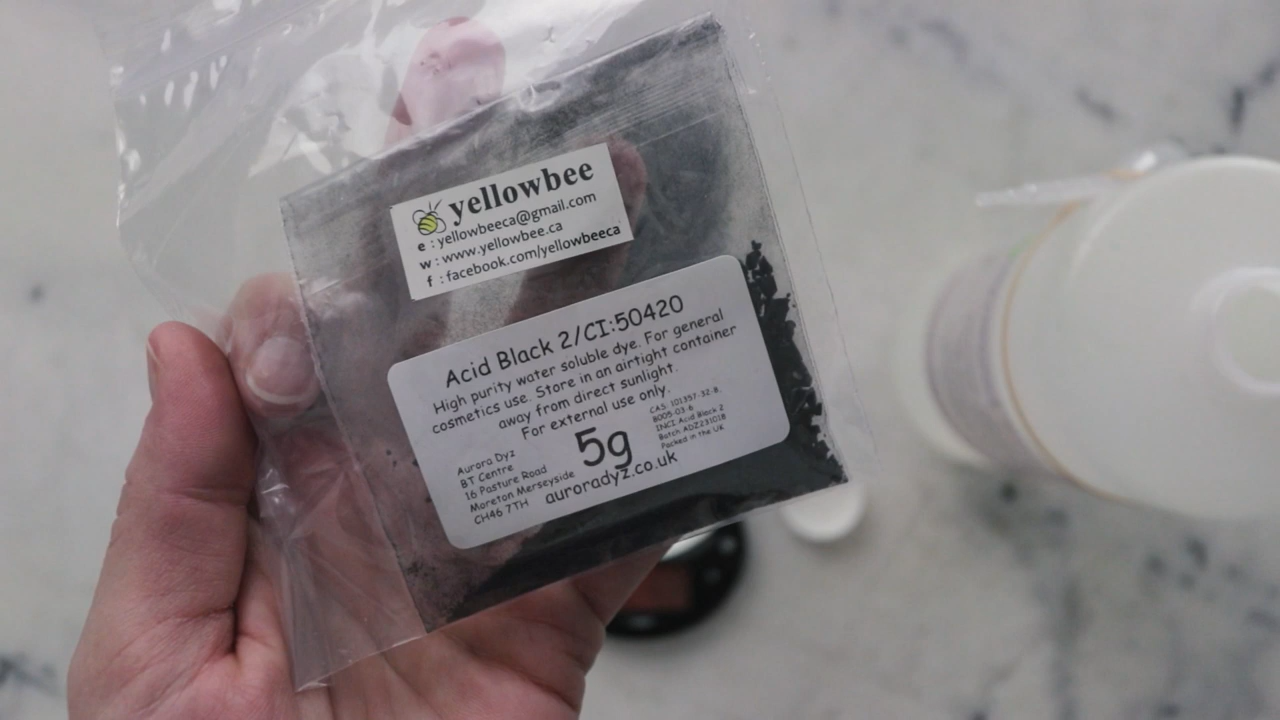 yellowbee
e : yellowbeeca@gmail.com
w : www.yellowbee.ca
f : facebook.com/yellowbeeca
Acid Black 2/CI:50420
High purity water soluble dye. For general
cosmetics use. Store in an airtight container
away from direct sunlight.
For external use only.
Aurora Dyz
BT Centre
16 Pasture Road
Moreton Merseyside
CH46 7TH
5g
auroradyz.co.uk
CAS: 101357-32-8,
8005-03-6
INCI Acid Black 2
Batch ADZ231018
Packed in the UK